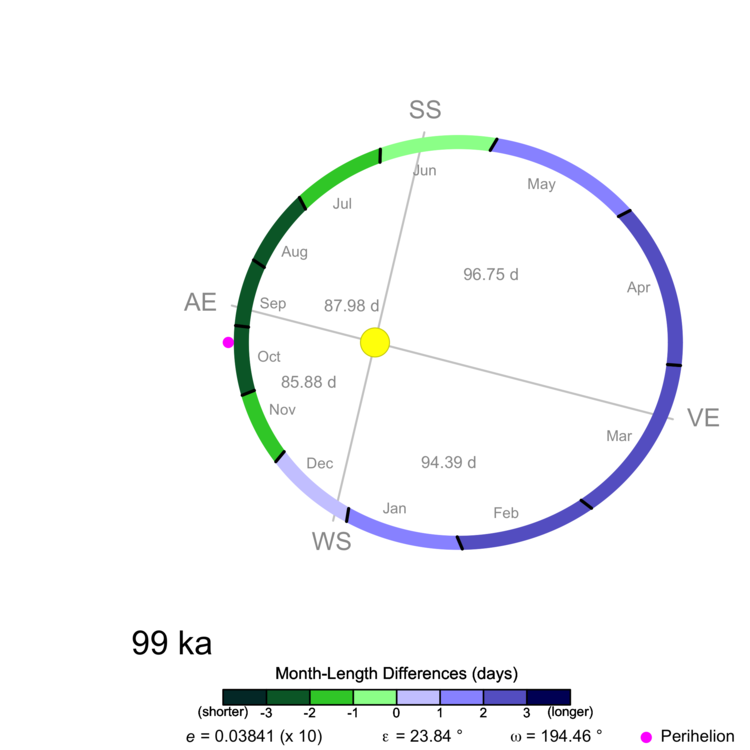 SS
Jun
May
Jul
Aug
96.75 d
Apr
AE
Sep
87.98 d
Oct
85.88 d
Nov
VE
Mar
Dec
94.39 d
Jan
Feb
WS
99 ka
Month-Length Differences (days)
(shorter) -3 -2 -1 0 1 2 3 (longer)
e = 0.03841 (x 10) ε = 23.84 ° ω = 194.46 ° Perihelion